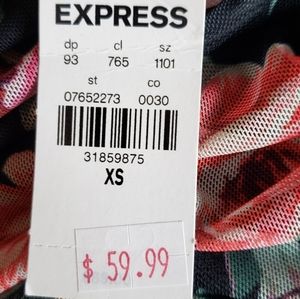 EXPRESS
dp cl sz
93 765 1101
st co
07652273 0030
31859875
XS
$ 59.99